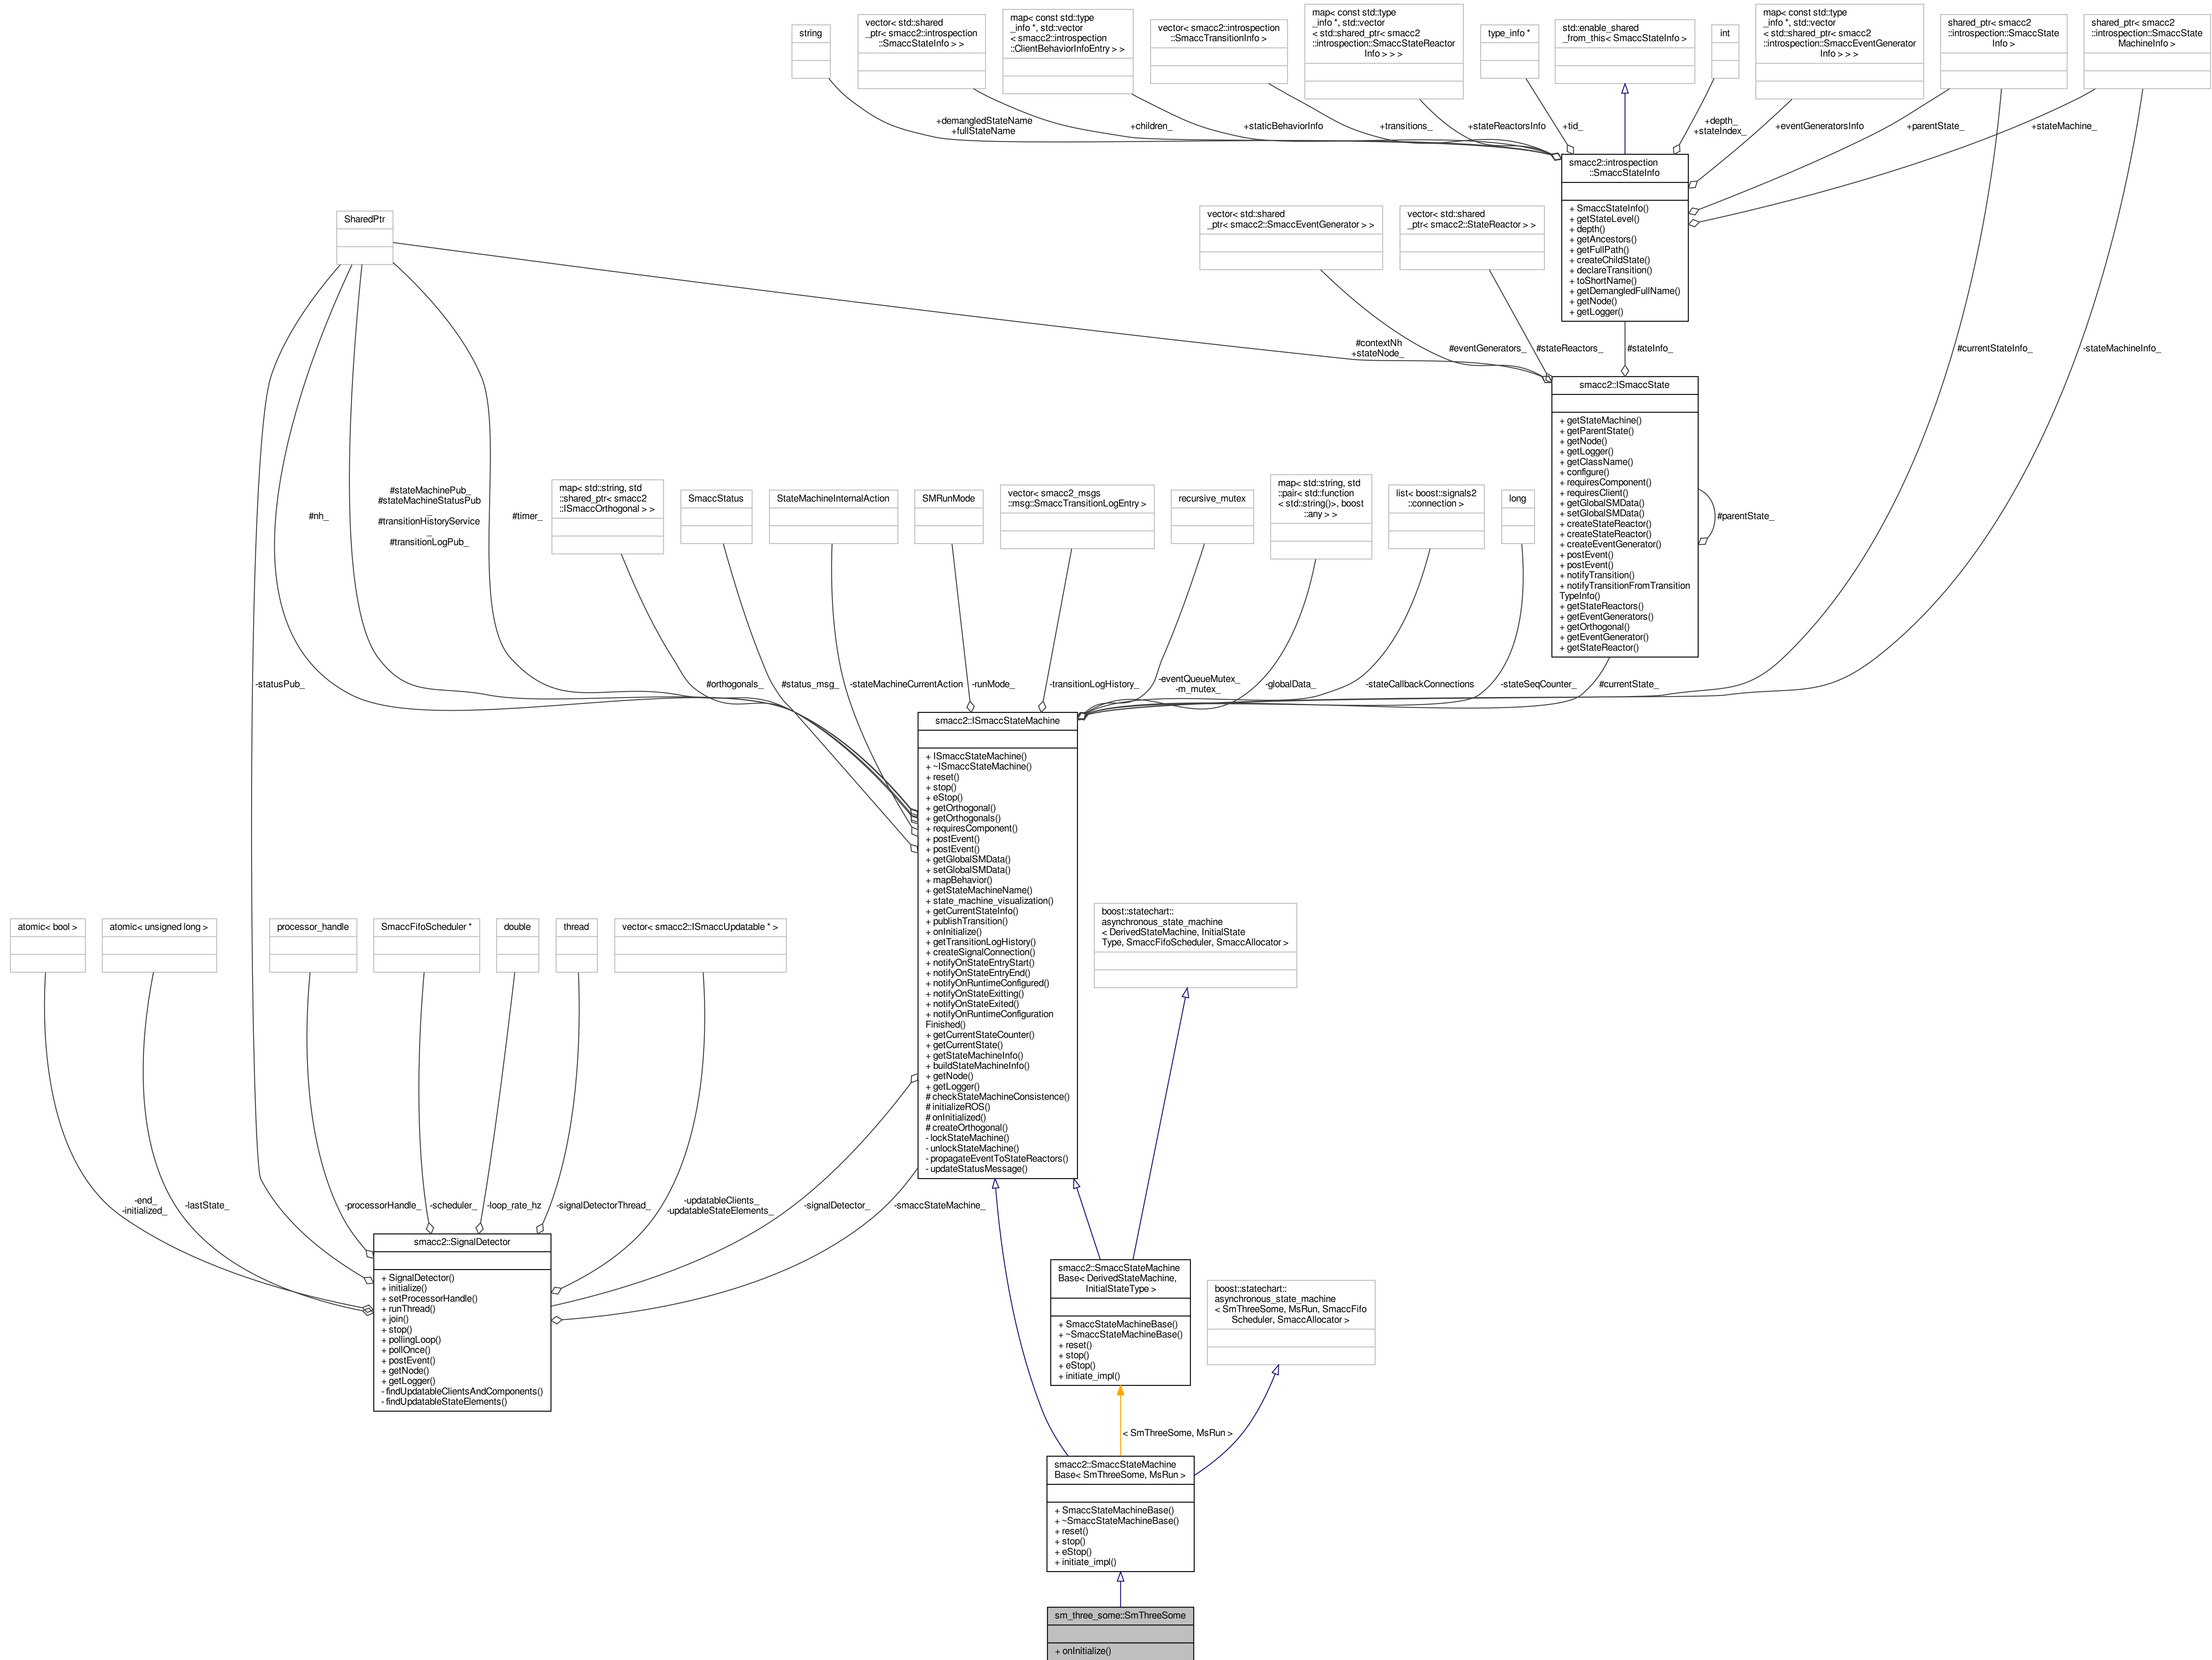 string
vector< std::shared
_ptr< smacc2::introspection
::SmaccStateInfo > >
map< const std::type
_info *, std::vector
< smacc2::introspection
::ClientBehaviorInfoEntry > >
vector< smacc2::introspection
::SmaccTransitionInfo >
map< const std::type
_info *, std::vector
< std::shared_ptr< smacc2
::introspection::SmaccStateReactor
Info > > >
type_info *
std::enable_shared
_from_this< SmaccStateInfo >
int
map< const std::type
_info *, std::vector
< std::shared_ptr< smacc2
::introspection::SmaccEventGenerator
Info > > >
shared_ptr< smacc2
::introspection::SmaccState
Info >
shared_ptr< smacc2
::introspection::SmaccState
MachineInfo >
+demangledStateName
+fullStateName
+children_
+staticBehaviorInfo
+transitions_
+stateReactorsInfo
+tid_
+depth_
+stateIndex_
+eventGeneratorsInfo
+parentState_
+stateMachine_
smacc2::introspection
::SmaccStateInfo
+ SmaccStateInfo()
+ getStateLevel()
+ depth()
+ getAncestors()
+ getFullPath()
+ createChildState()
+ declareTransition()
+ toShortName()
+ getDemangledFullName()
+ getNode()
+ getLogger()
SharedPtr
vector< std::shared
_ptr< smacc2::SmaccEventGenerator > >
vector< std::shared
_ptr< smacc2::StateReactor > >
#contextNh
+stateNode_
#eventGenerators_
#stateReactors_
#stateInfo_
#currentStateInfo_
-stateMachineInfo_
smacc2::ISmaccState
+ getStateMachine()
+ getParentState()
+ getNode()
+ getLogger()
+ getClassName()
+ configure()
+ requiresComponent()
+ requiresClient()
+ getGlobalSMData()
+ setGlobalSMData()
+ createStateReactor()
+ createStateReactor()
+ createEventGenerator()
+ postEvent()
+ postEvent()
+ notifyTransition()
+ notifyTransitionFromTransition
TypeInfo()
+ getStateReactors()
+ getEventGenerators()
+ getOrthogonal()
+ getEventGenerator()
+ getStateReactor()
#parentState_
#nh_
#stateMachinePub_
#stateMachineStatusPub
_
#transitionHistoryService
_
#transitionLogPub_
#timer_
map< std::string, std
::shared_ptr< smacc2
::ISmaccOrthogonal > >
SmaccStatus
StateMachineInternalAction
SMRunMode
vector< smacc2_msgs
::msg::SmaccTransitionLogEntry >
recursive_mutex
map< std::string, std
::pair< std::function
< std::string()>, boost
::any > >
list< boost::signals2
::connection >
long
-statusPub_
#orthogonals_
#status_msg_
-stateMachineCurrentAction
-runMode_
-transitionLogHistory_
-eventQueueMutex_
-m_mutex_
-globalData_
-stateCallbackConnections
-stateSeqCounter_
#currentState_
smacc2::ISmaccStateMachine
+ ISmaccStateMachine()
+ ~ISmaccStateMachine()
+ reset()
+ stop()
+ eStop()
+ getOrthogonal()
+ getOrthogonals()
+ requiresComponent()
+ postEvent()
+ postEvent()
+ getGlobalSMData()
+ setGlobalSMData()
+ mapBehavior()
+ getStateMachineName()
+ state_machine_visualization()
+ getCurrentStateInfo()
+ publishTransition()
+ onInitialize()
+ getTransitionLogHistory()
+ createSignalConnection()
+ notifyOnStateEntryStart()
+ notifyOnStateEntryEnd()
+ notifyOnRuntimeConfigured()
+ notifyOnStateExitting()
+ notifyOnStateExited()
+ notifyOnRuntimeConfiguration
Finished()
+ getCurrentStateCounter()
+ getCurrentState()
+ getStateMachineInfo()
+ buildStateMachineInfo()
+ getNode()
+ getLogger()
# checkStateMachineConsistence()
# initializeROS()
# onInitialized()
# createOrthogonal()
- lockStateMachine()
- unlockStateMachine()
- propagateEventToStateReactors()
- updateStatusMessage()
atomic< bool >
atomic< unsigned long >
processor_handle
SmaccFifoScheduler *
double
thread
vector< smacc2::ISmaccUpdatable * >
boost::statechart::
asynchronous_state_machine
< DerivedStateMachine, InitialState
Type, SmaccFifoScheduler, SmaccAllocator >
-end_
-initialized_
-lastState_
-processorHandle_
-scheduler_
-loop_rate_hz
-signalDetectorThread_
-updatableClients_
-updatableStateElements_
-signalDetector_
-smaccStateMachine_
smacc2::SignalDetector
+ SignalDetector()
+ initialize()
+ setProcessorHandle()
+ runThread()
+ join()
+ stop()
+ pollingLoop()
+ pollOnce()
+ postEvent()
+ getNode()
+ getLogger()
- findUpdatableClientsAndComponents()
- findUpdatableStateElements()
smacc2::SmaccStateMachine
Base< DerivedStateMachine,
InitialStateType >
+ SmaccStateMachineBase()
+ ~SmaccStateMachineBase()
+ reset()
+ stop()
+ eStop()
+ initiate_impl()
boost::statechart::
asynchronous_state_machine
< SmThreeSome, MsRun, SmaccFifo
Scheduler, SmaccAllocator >
< SmThreeSome, MsRun >
smacc2::SmaccStateMachine
Base< SmThreeSome, MsRun >
+ SmaccStateMachineBase()
+ ~SmaccStateMachineBase()
+ reset()
+ stop()
+ eStop()
+ initiate_impl()
sm_three_some::SmThreeSome
+ onInitialize()